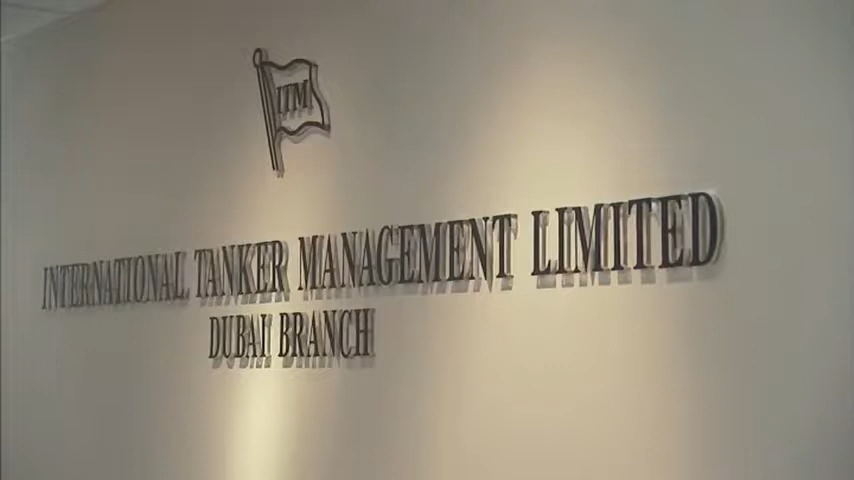 ITM
INTERNATIONAL TANKER MANAGEMENT LIMITED
DUBAI BRANCH